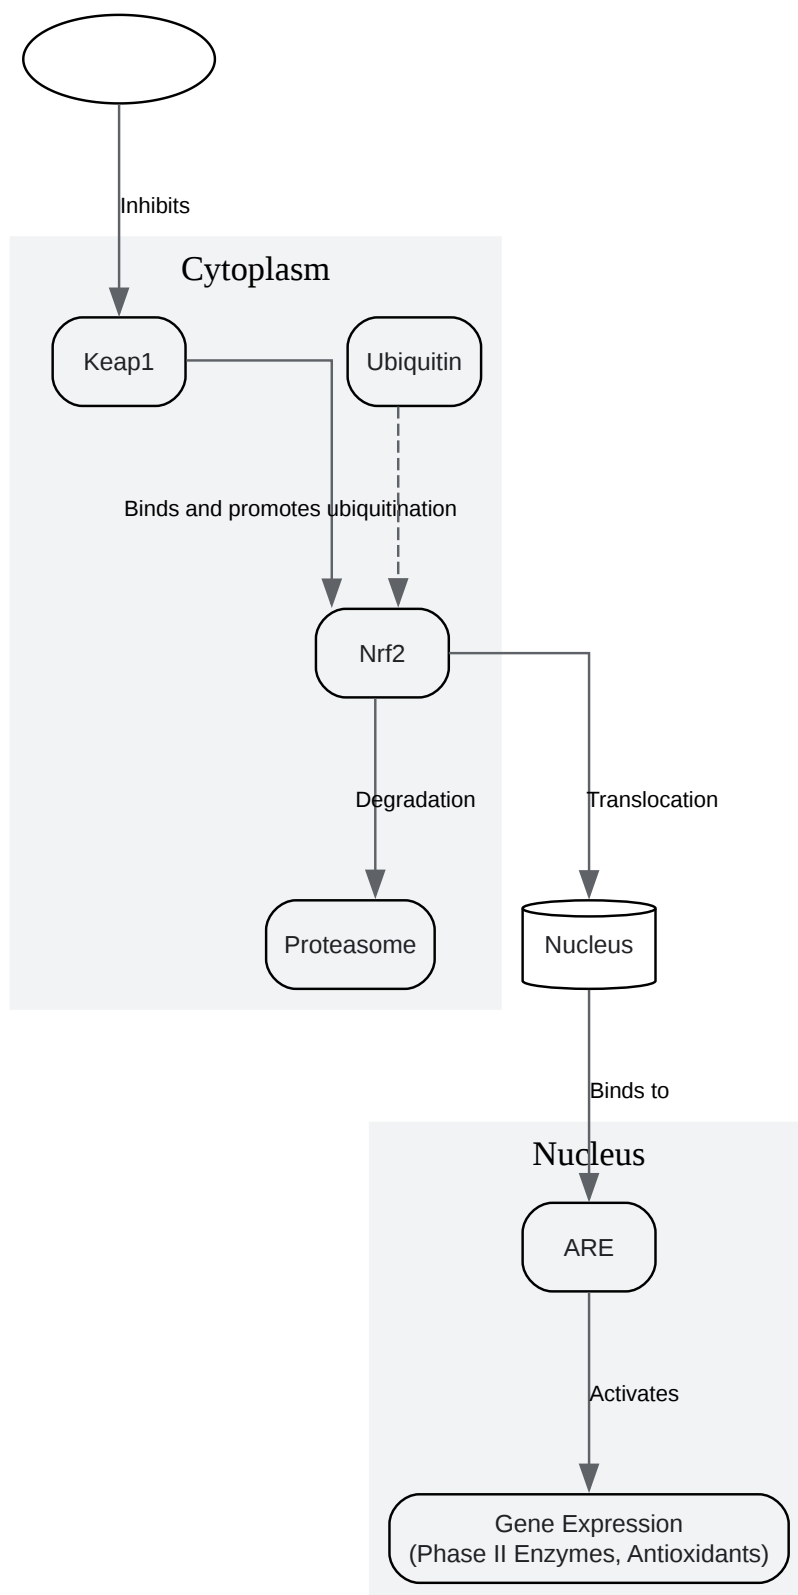 Inhibits
Cytoplasm
Keap1
Ubiquitin
Binds and promotes ubiquitination
Nrf2
Degradation
Translocation
Proteasome
Nucleus
Binds to
Nucleus
ARE
Activates
Gene Expression
(Phase II Enzymes, Antioxidants)